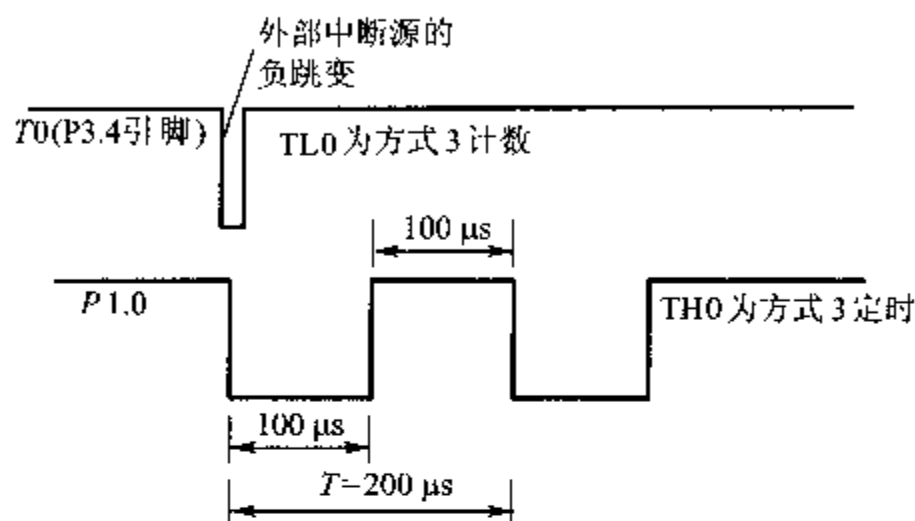 外部中断源的
负跳变
T0(P3.4引脚)
TL0为方式3计数
100 μs
P1.0
TH0为方式3定时
100 μs
T=200 μs